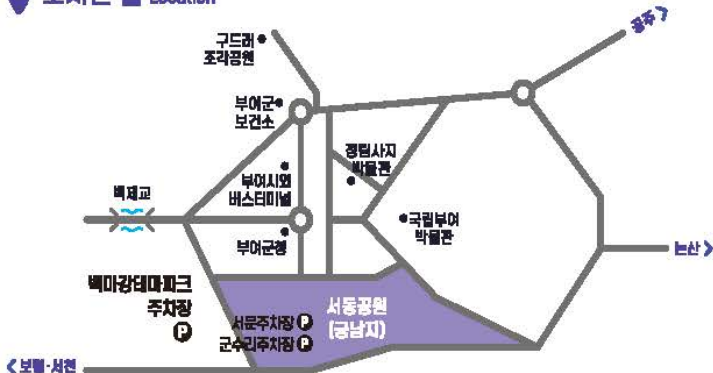 Location
공주 >
구드래
조각공원
부여군
보건소
정림사지
박물관
부여시외
버스터미널
백제교
국립부여
박물관
부여군청
논산 >
백마강테마파크
주차장
P
서동공원
(궁남지)
서문주차장 P
군수리주차장 P
< 보령·서천